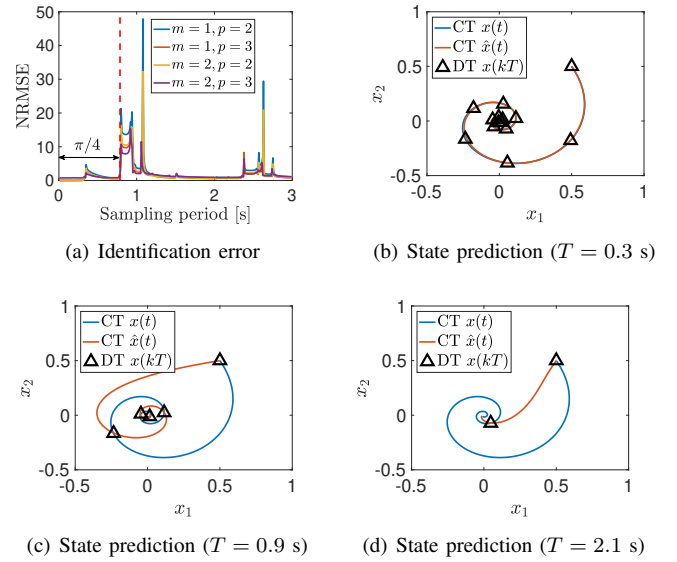 50
40
30
20
10
0
NRMSE
m = 1, p = 2
m = 1, p = 3
m = 2, p = 2
m = 2, p = 3
π/4
0 1 2 3
Sampling period [s]
(a) Identification error
1
0.5
0
-0.5
x₂
CT x(t)
CT x̂(t)
DT x(kT)
-0.5 0 0.5 1
x₁
(b) State prediction (T = 0.3 s)
1
0.5
0
-0.5
x₂
CT x(t)
CT x̂(t)
DT x(kT)
-0.5 0 0.5 1
x₁
(c) State prediction (T = 0.9 s)
1
0.5
0
-0.5
x₂
CT x(t)
CT x̂(t)
DT x(kT)
-0.5 0 0.5 1
x₁
(d) State prediction (T = 2.1 s)